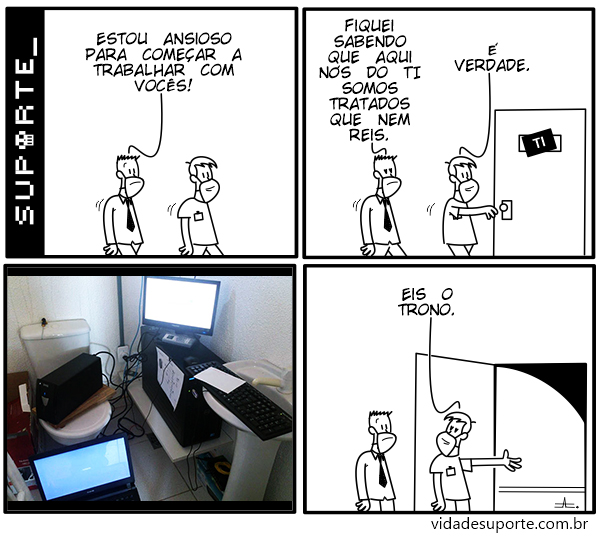 SUPORTE_
ESTOU ANSIOSO
PARA COMEÇAR A
TRABALHAR COM
VOCÊS!
FIQUEI
SABENDO
QUE AQUI
NÓS DO TI
SOMOS
TRATADOS
QUE NEM
REIS.
É
VERDADE.
TI
EIS O
TRONO.
vidadesuporte.com.br